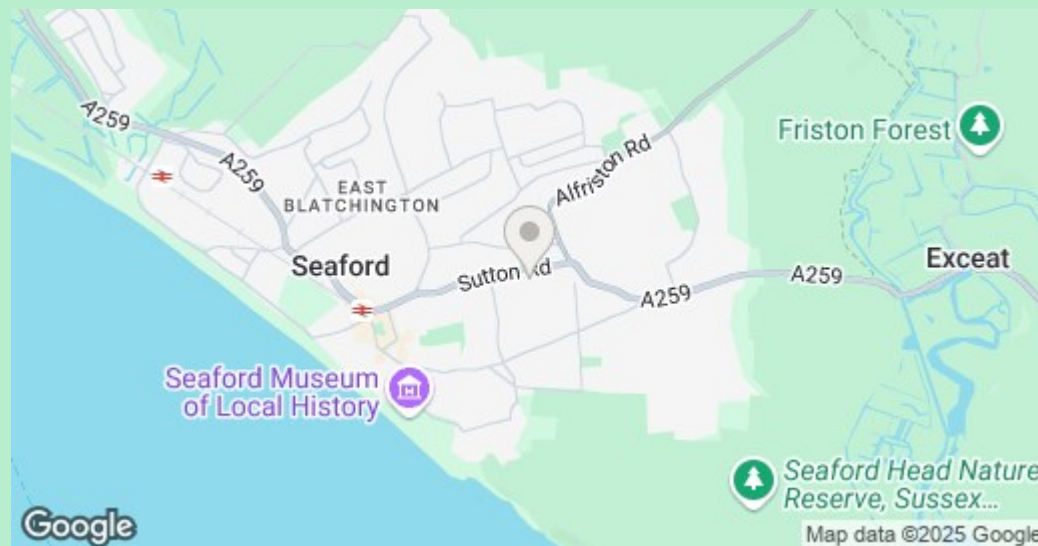 A259
A259
EAST
BLATCHINGTON
Alfriston Rd
Friston Forest
Seaford
Sutton Rd
A259
A259
Exceat
Seaford Museum
of Local History
Seaford Head Nature
Reserve, Sussex...
Google
Map data ©2025 Google